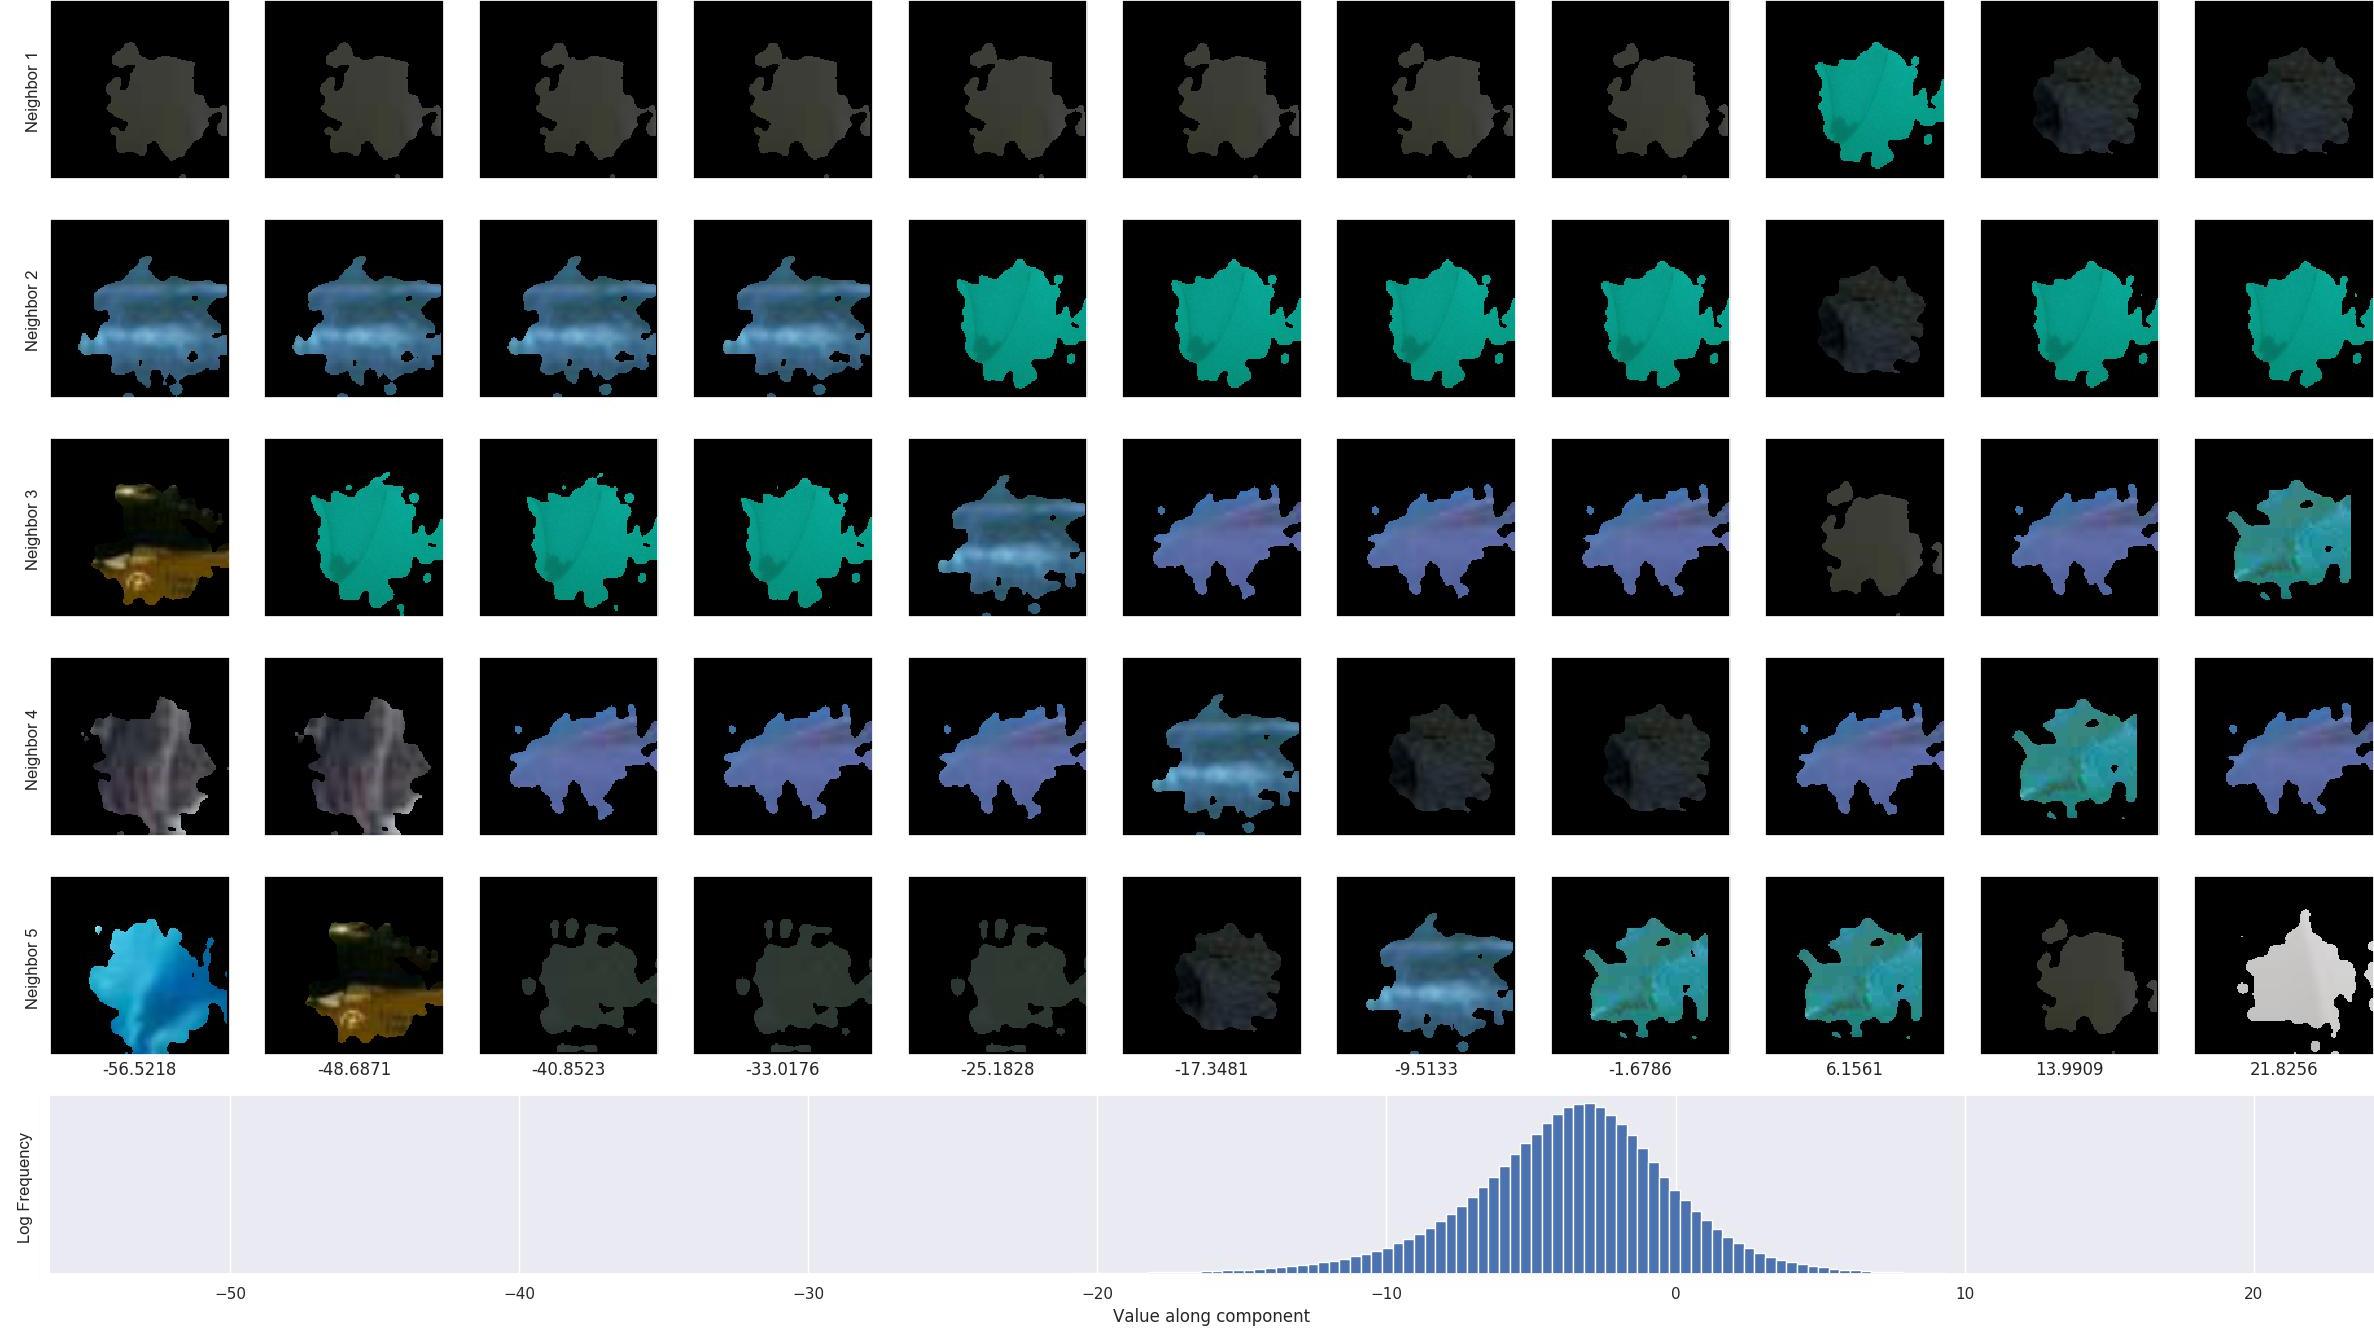 Neighbor 1
Neighbor 2
Neighbor 3
Neighbor 4
Neighbor 5
-56.5218 -48.6871 -40.8523 -33.0176 -25.1828 -17.3481 -9.5133 -1.6786 6.1561 13.9909 21.8256
Log Frequency
−50 −40 −30 −20 −10 0 10 20
Value along component